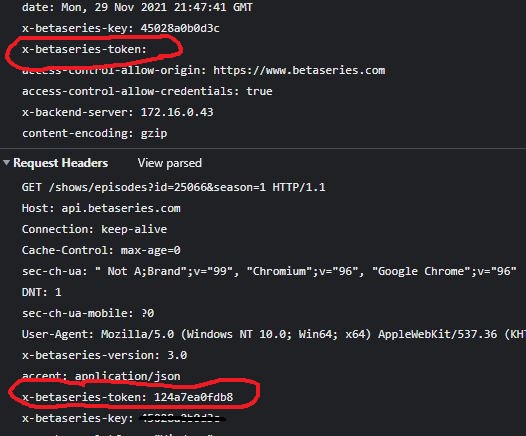 date: Mon, 29 Nov 2021 21:47:41 GMT
x-betaseries-key: 45028a0b0d3c
x-betaseries-token:
access-control-allow-origin: https://www.betaseries.com
access-control-allow-credentials: true
x-backend-server: 172.16.0.43
content-encoding: gzip
Request Headers View parsed
GET /shows/episodes?id=25066&season=1 HTTP/1.1
Host: api.betaseries.com
Connection: keep-alive
Cache-Control: max-age=0
sec-ch-ua: " Not A;Brand";v="99", "Chromium";v="96", "Google Chrome";v="96"
DNT: 1
sec-ch-ua-mobile: ?0
User-Agent: Mozilla/5.0 (Windows NT 10.0; Win64; x64) AppleWebKit/537.36 (KHT
x-betaseries-version: 3.0
accept: application/json
x-betaseries-token: 124a7ea0fdb8
x-betaseries-key: